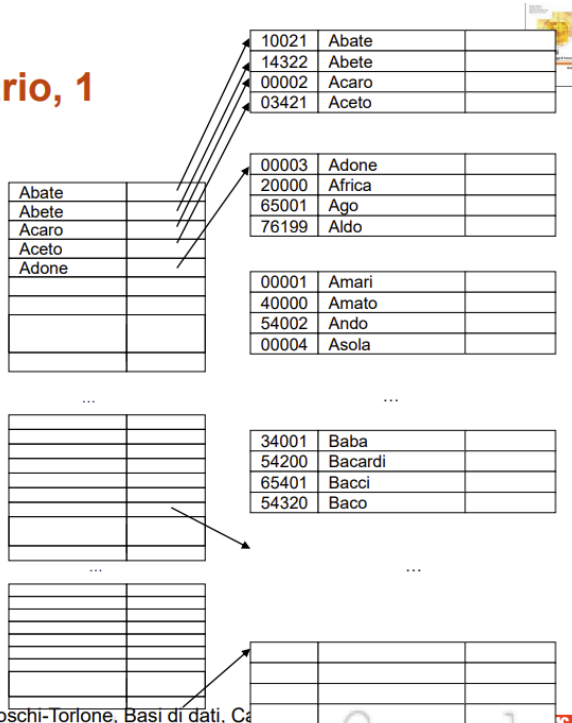 rio, 1
10021 Abate
14322 Abete
00002 Acaro
03421 Aceto
00003 Adone
20000 Africa
65001 Ago
76199 Aldo
Abate
Abete
Acaro
Aceto
Adone
00001 Amari
40000 Amato
54002 Ando
00004 Asola
...
...
34001 Baba
54200 Bacardi
65401 Bacci
54320 Baco
...
...
oschi-Torlone, Basi di dati, Ca